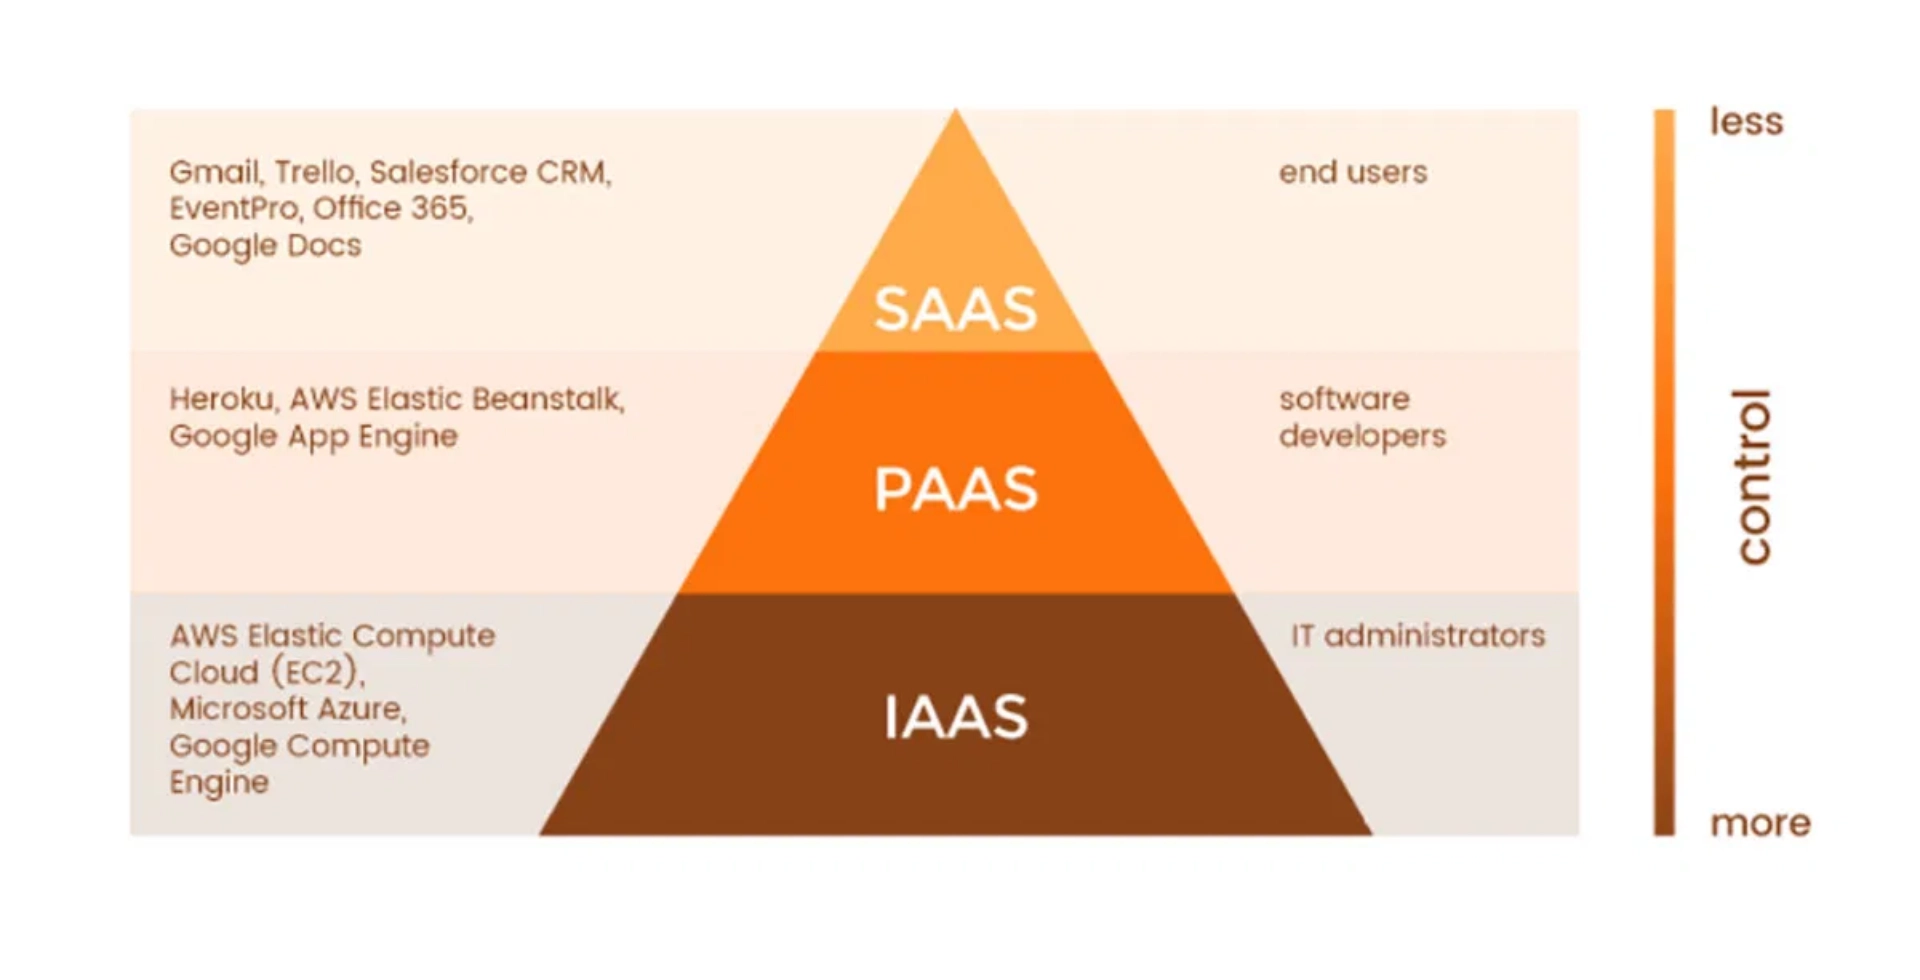 Gmail, Trello, Salesforce CRM,
EventPro, Office 365,
Google Docs
SAAS
end users
Heroku, AWS Elastic Beanstalk,
Google App Engine
PAAS
software
developers
AWS Elastic Compute
Cloud (EC2),
Microsoft Azure,
Google Compute
Engine
IAAS
IT administrators
less
control
more